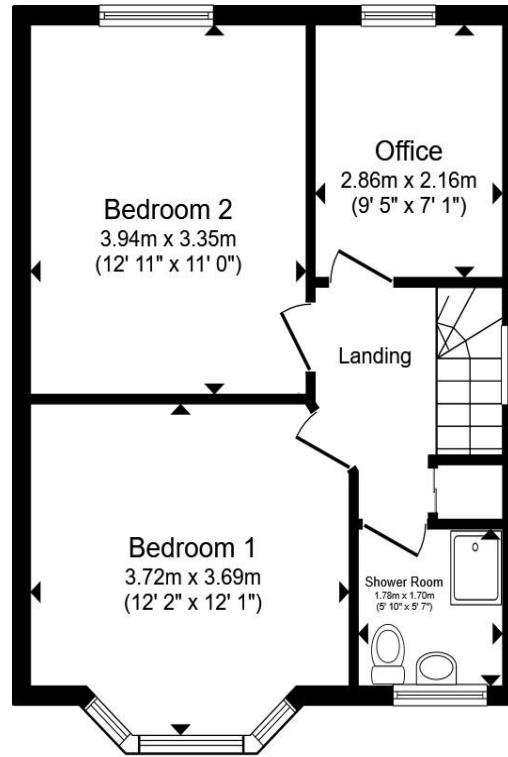 Bedroom 2
3.94m x 3.35m
(12' 11" x 11' 0")
Office
2.86m x 2.16m
(9' 5" x 7' 1")
Landing
Bedroom 1
3.72m x 3.69m
(12' 2" x 12' 1")
Shower Room
1.78m x 1.70m
(5' 10" x 5' 7")